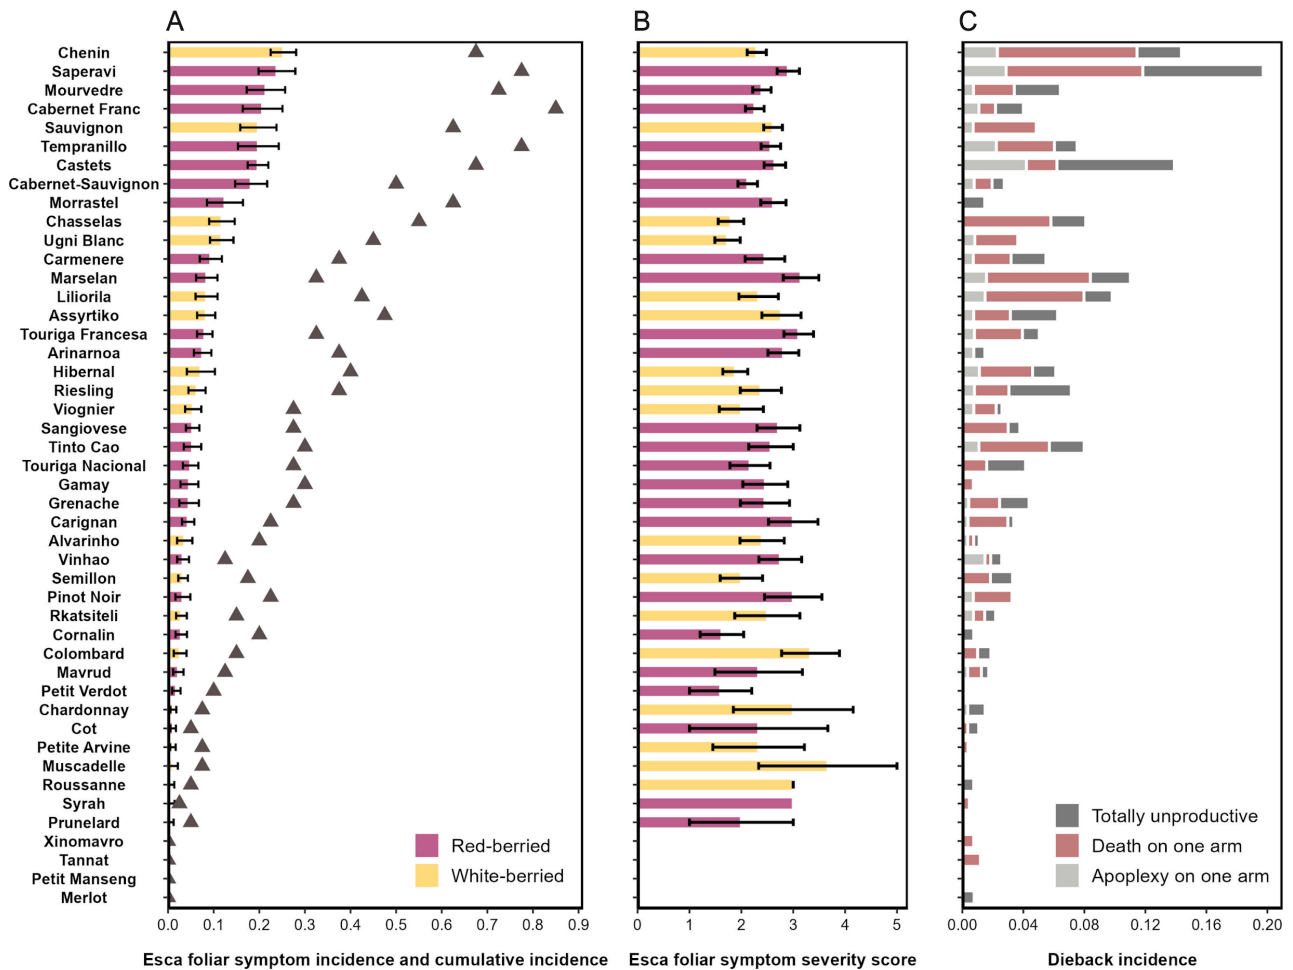 A
B
C
Chenin
Saperavi
Mourvedre
Cabernet Franc
Sauvignon
Tempranillo
Castets
Cabernet-Sauvignon
Morrastel
Chasselas
Ugni Blanc
Carmenere
Marselan
Liliorila
Assyrtiko
Touriga Francesa
Arinarnoa
Hibernal
Riesling
Viognier
Sangiovese
Tinto Cao
Touriga Nacional
Gamay
Grenache
Carignan
Alvarinho
Vinhao
Semillon
Pinot Noir
Rkatsiteli
Cornalin
Colombard
Mavrud
Petit Verdot
Chardonnay
Cot
Petite Arvine
Muscadelle
Roussanne
Syrah
Prunelard
Xinomavro
Tannat
Petit Manseng
Merlot
Red-berried
White-berried
Totally unproductive
Death on one arm
Apoplexy on one arm
0.0 0.1 0.2 0.3 0.4 0.5 0.6 0.7 0.8 0.9
0 1 2 3 4 5
0.00 0.04 0.08 0.12 0.16 0.20
Esca foliar symptom incidence and cumulative incidence
Esca foliar symptom severity score
Dieback incidence